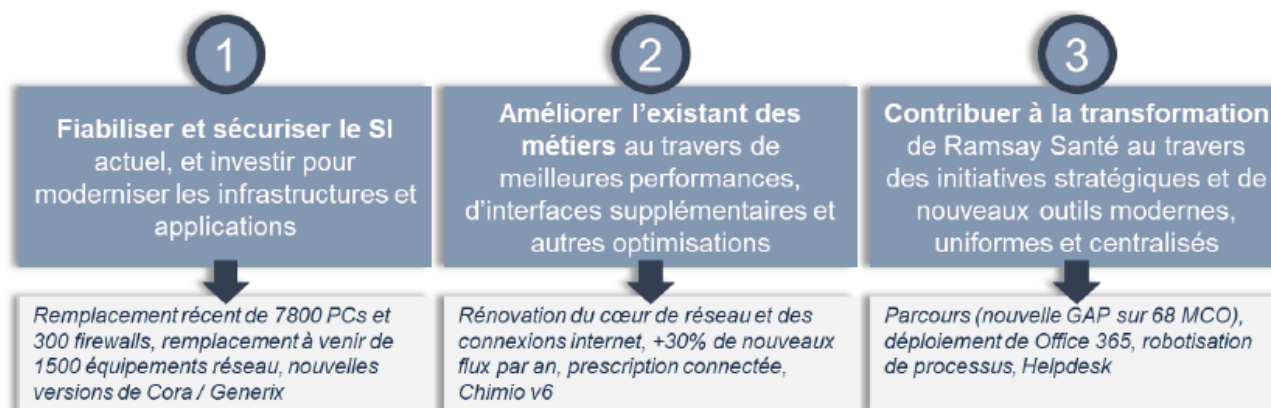 1
Fiabiliser et sécuriser le SI
actuel, et investir pour
moderniser les infrastructures et
applications
Remplacement récent de 7800 PCs et
300 firewalls, remplacement à venir de
1500 équipements réseau, nouvelles
versions de Cora / Generix
2
Améliorer l'existant des
métiers au travers de
meilleures performances,
d'interfaces supplémentaires et
autres optimisations
Rénovation du cœur de réseau et des
connexions internet, +30% de nouveaux
flux par an, prescription connectée,
Chimio v6
3
Contribuer à la transformation
de Ramsay Santé au travers
des initiatives stratégiques et de
nouveaux outils modernes,
uniformes et centralisés
Parcours (nouvelle GAP sur 68 MCO),
déploiement de Office 365, robotisation
de processus, Helpdesk